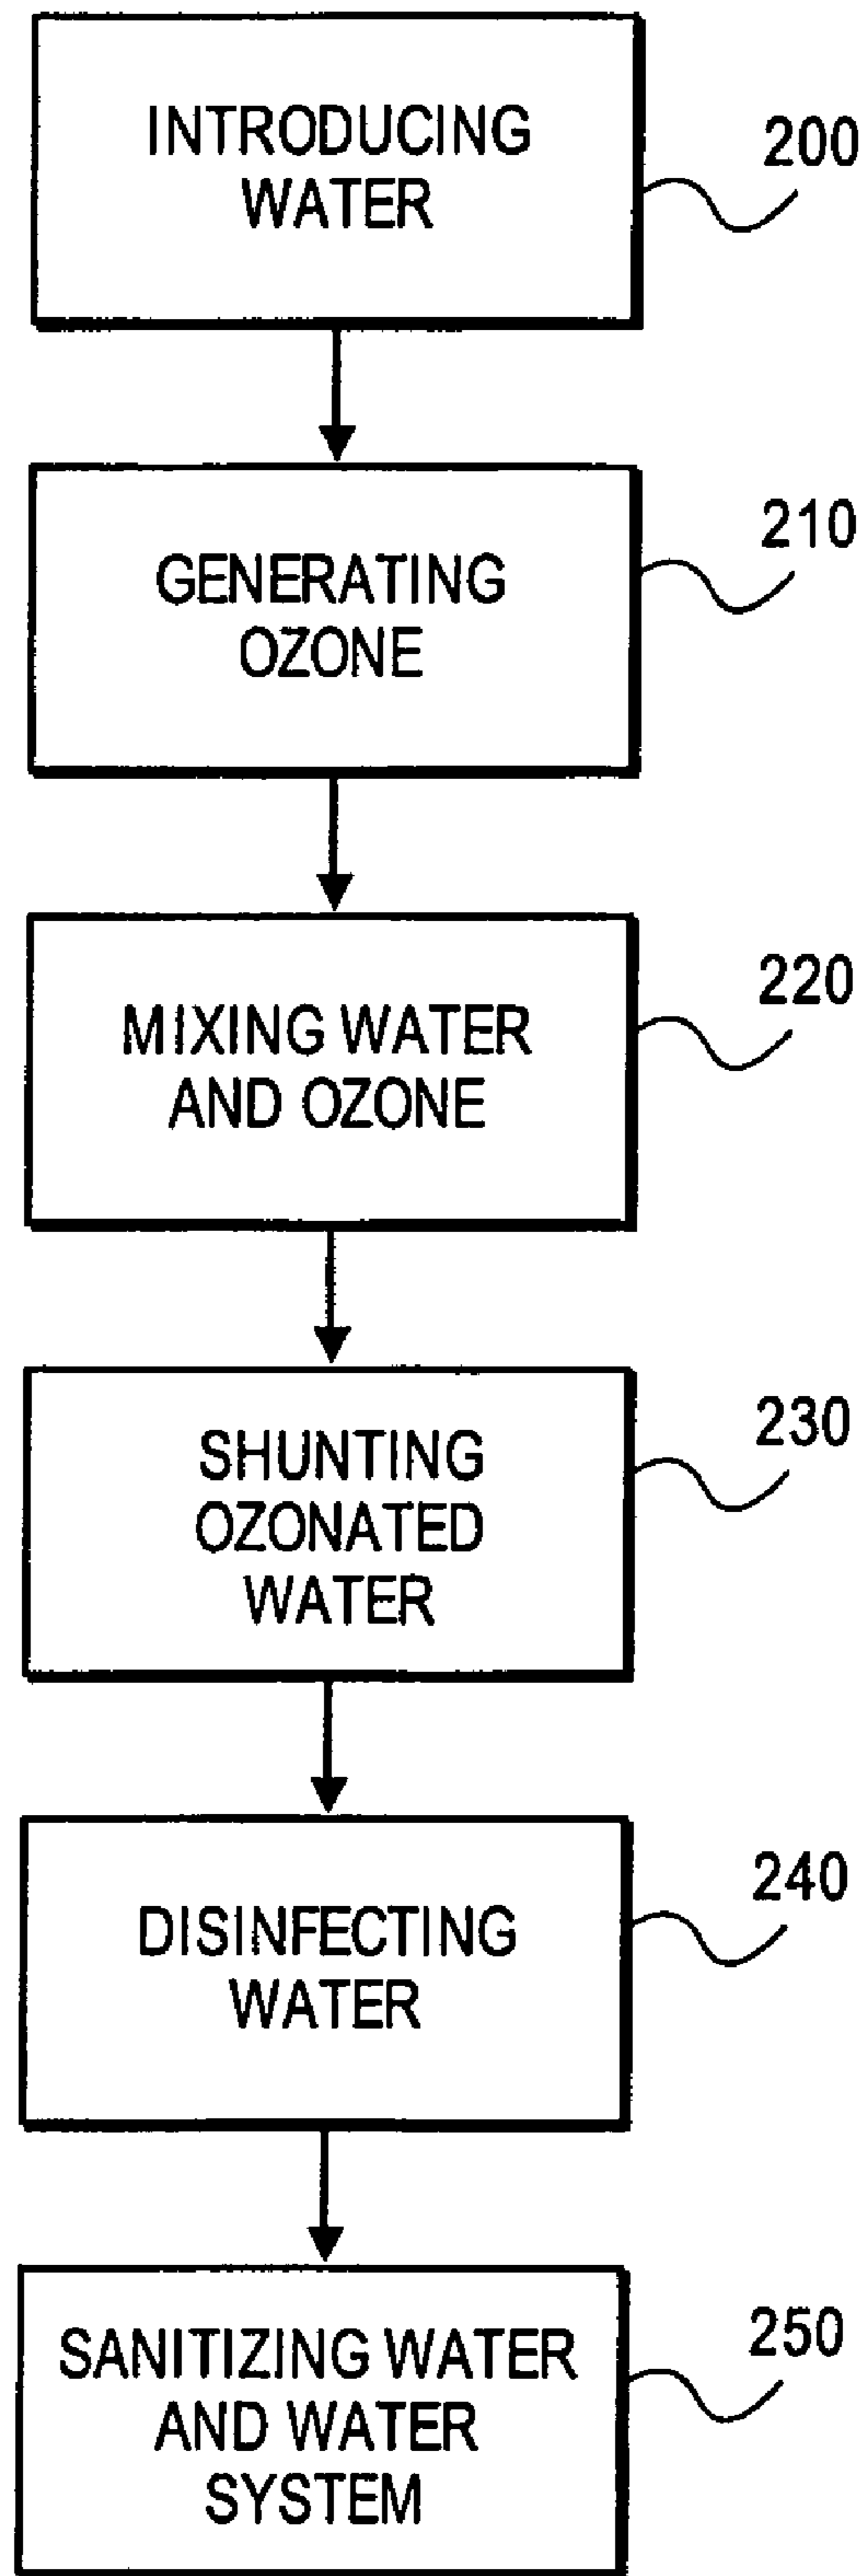 INTRODUCING
WATER
200
GENERATING
OZONE
210
MIXING WATER
AND OZONE
220
SHUNTING
OZONATED
WATER
230
DISINFECTING
WATER
240
SANITIZING WATER
AND WATER
SYSTEM
250